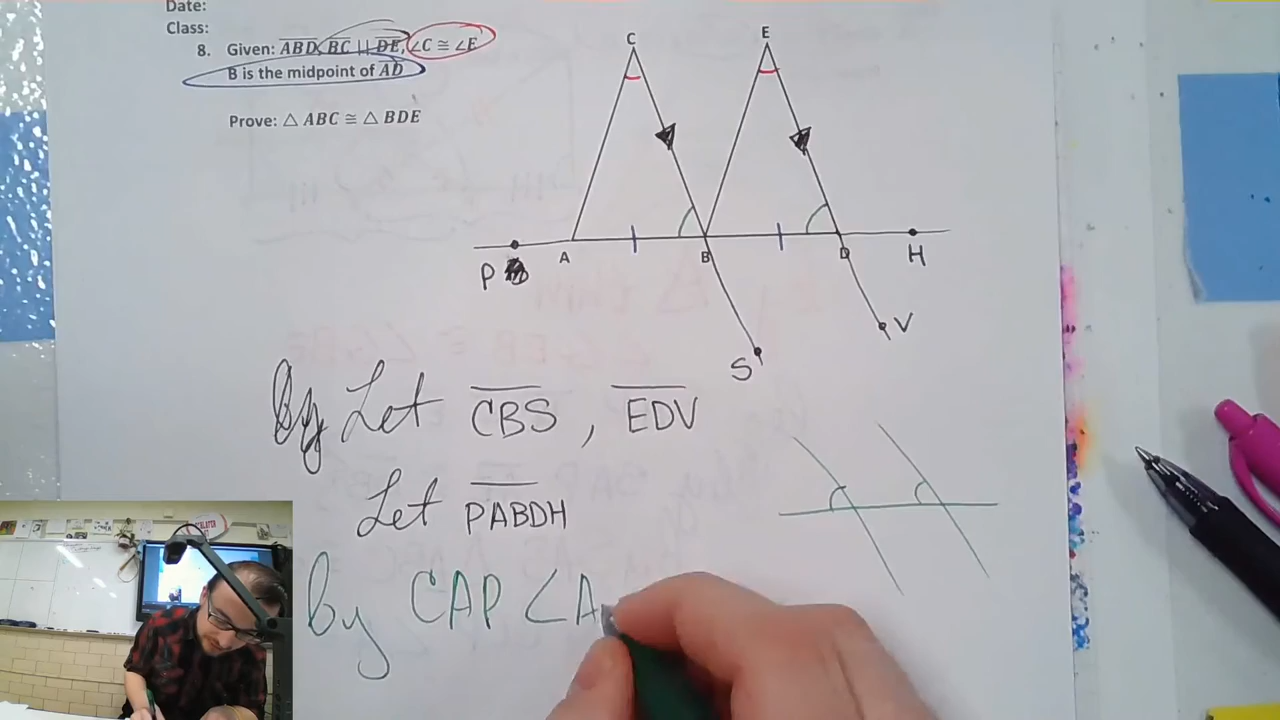 Date:
Class:
8. Given: ABD, BC || DE, ∠C ≅ ∠E
B is the midpoint of AD
Prove: △ ABC ≅ △ BDE
C E
P A B D H
S V
By Let CBS , EDV
Let PABDH
by CAP <A